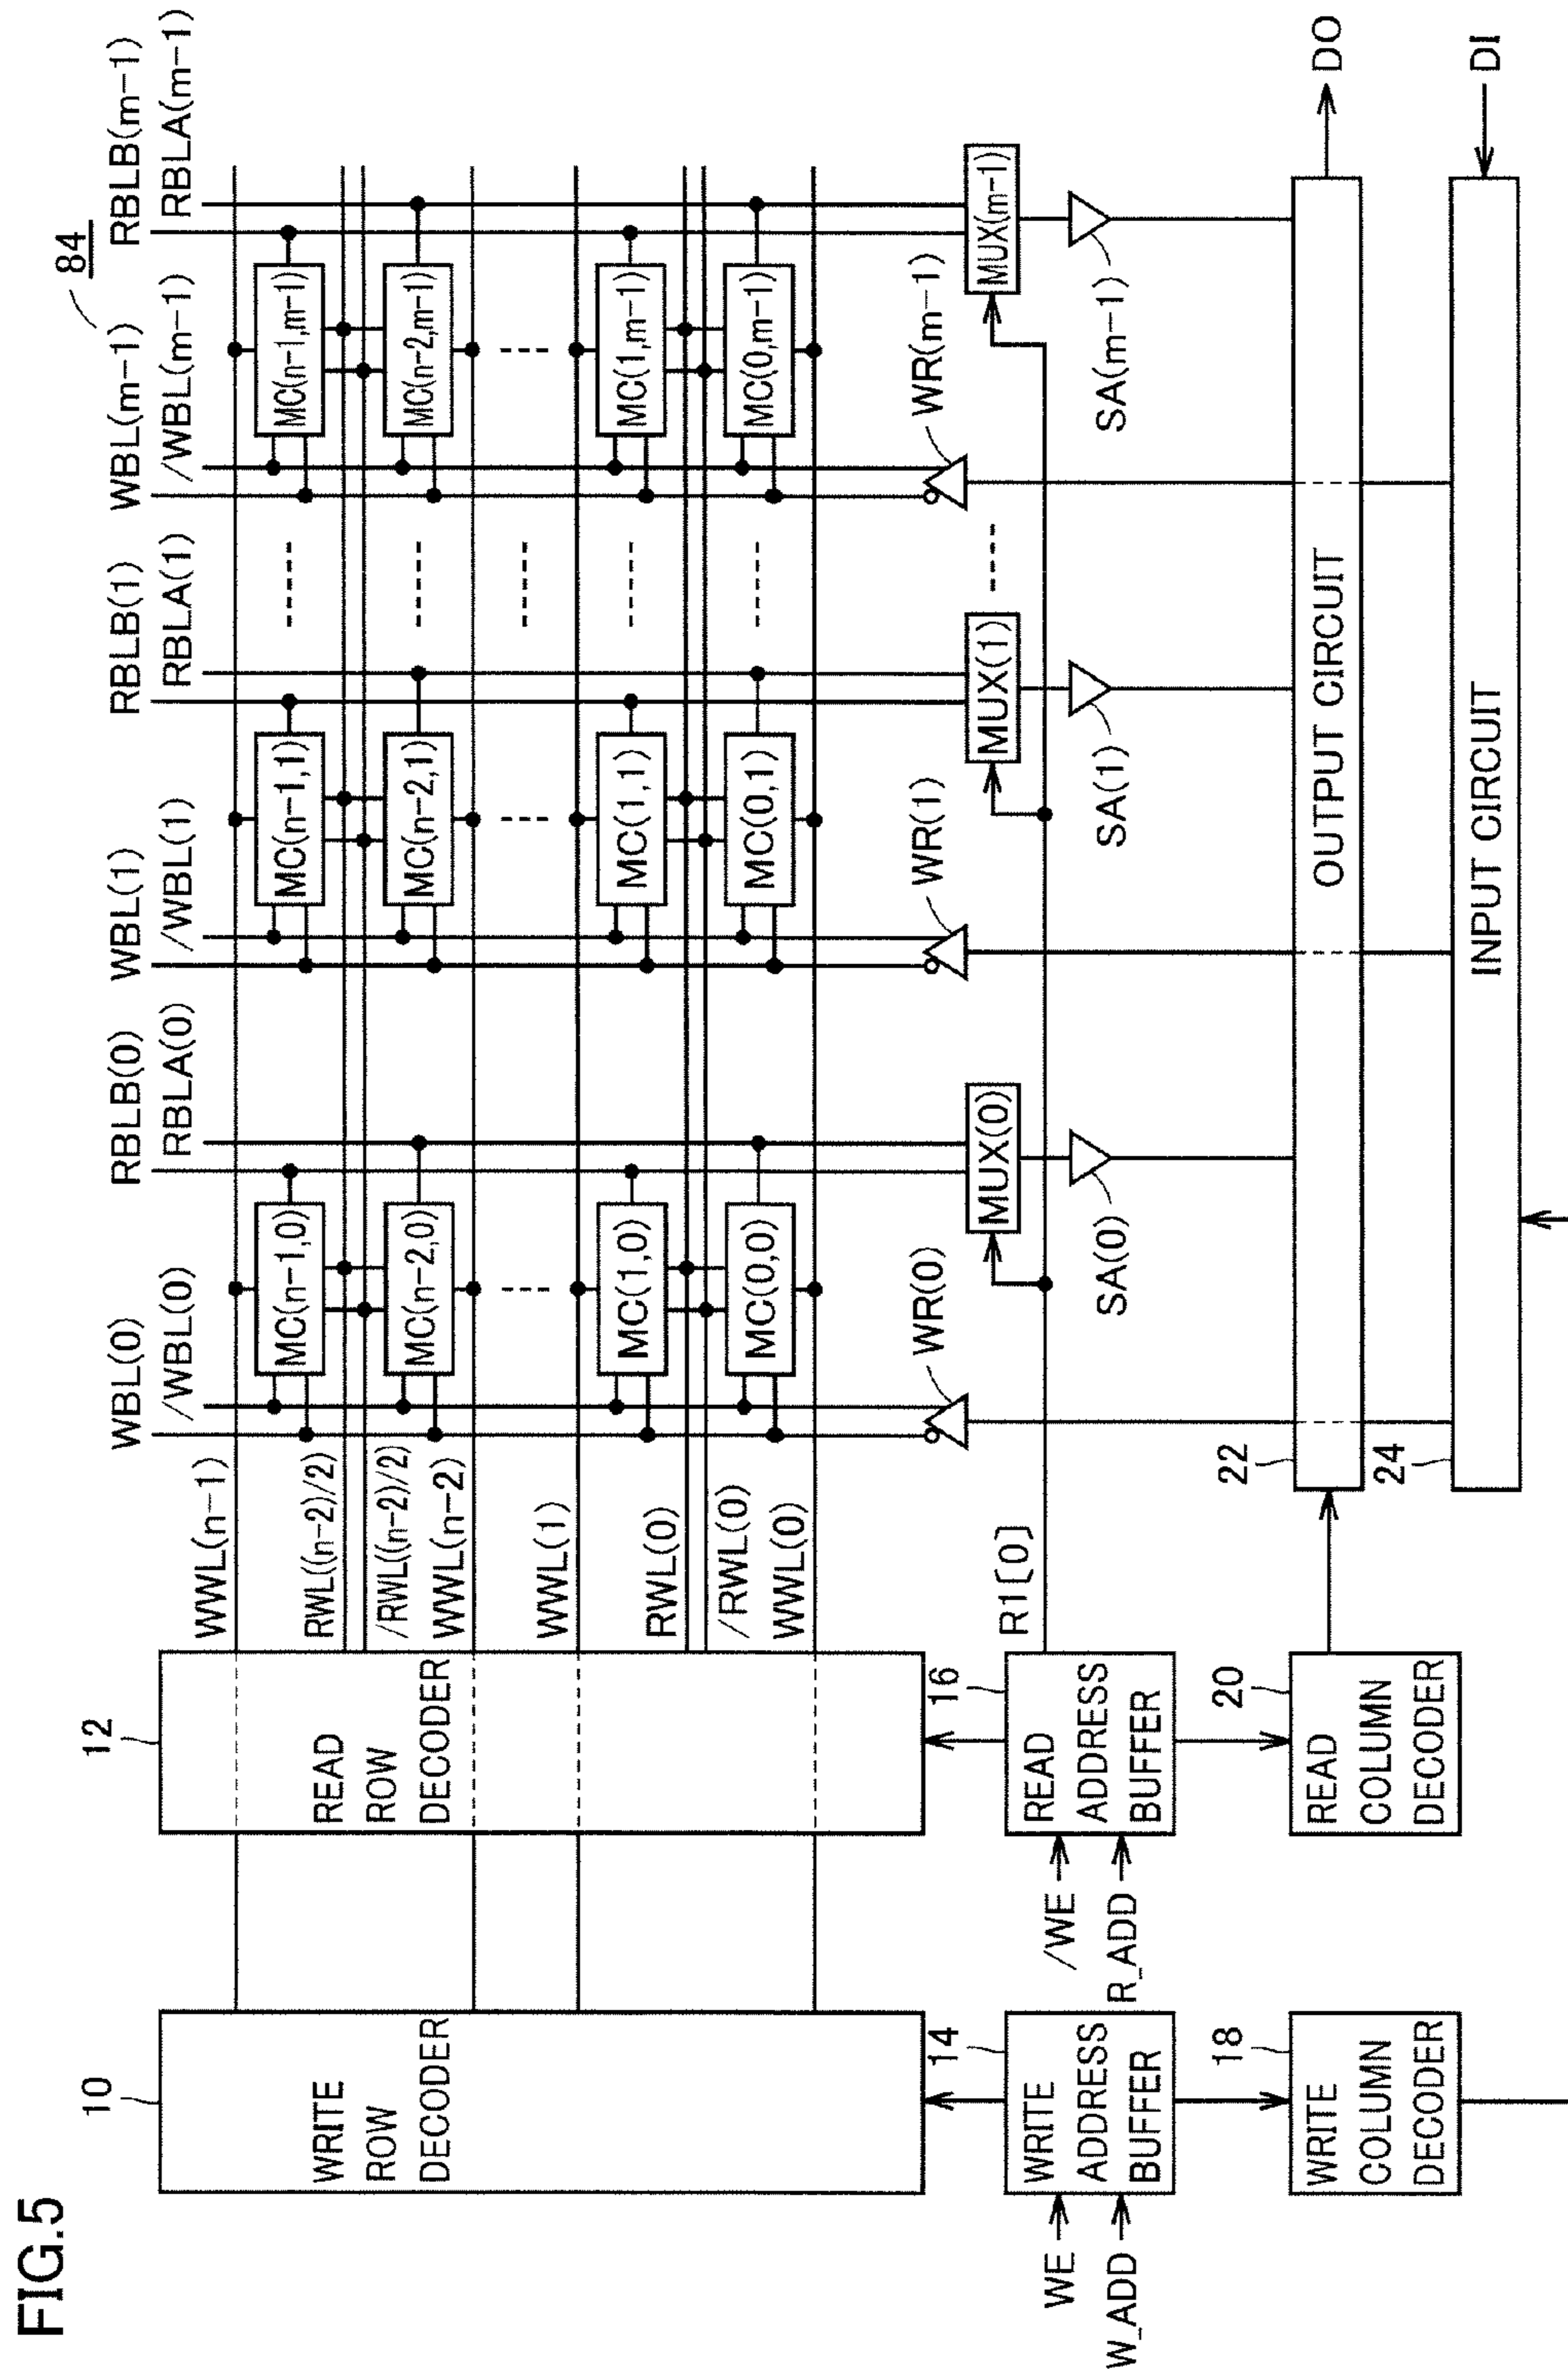 FIG.5
84
WBL(0)
/WBL(0)
RBLB(0)
RBLA(0)
WBL(1)
/WBL(1)
RBLB(1)
RBLA(1)
WBL(m-1)
/WBL(m-1)
RBLB(m-1)
RBLA(m-1)
10
WRITE
ROW
DECODER
12
READ
ROW
DECODER
WWL(n-1)
RWL((n-2)/2)
/RWL((n-2)/2)
WWL(n-2)
WWL(1)
RWL(0)
/RWL(0)
WWL(0)
MC(n-1,0)
MC(n-1,1)
MC(n-1,m-1)
MC(n-2,0)
MC(n-2,1)
MC(n-2,m-1)
MC(1,0)
MC(1,1)
MC(1,m-1)
MC(0,0)
MC(0,1)
MC(0,m-1)
WR(0)
WR(1)
WR(m-1)
WE
W_ADD
14
WRITE
ADDRESS
BUFFER
/WE
R_ADD
16
READ
ADDRESS
BUFFER
R1[0]
MUX(0)
MUX(1)
MUX(m-1)
SA(0)
SA(1)
SA(m-1)
18
WRITE
COLUMN
DECODER
20
READ
COLUMN
DECODER
22
OUTPUT CIRCUIT
DO
24
INPUT CIRCUIT
DI